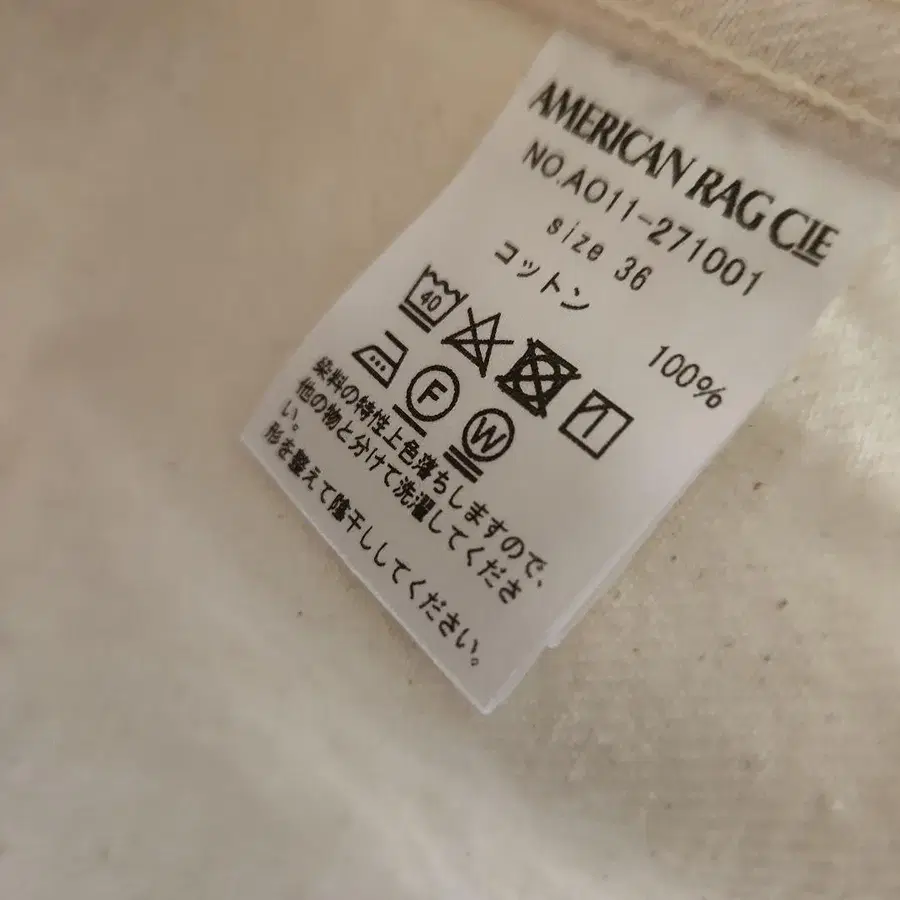 AMERICAN RAG CIE
NO.AO11-271001
size 36
コットン 100%
40
F W
染料の特性上色落ちしますので、
他の物と分けて洗濯してくださ
い。
形を整えて陰干ししてください。